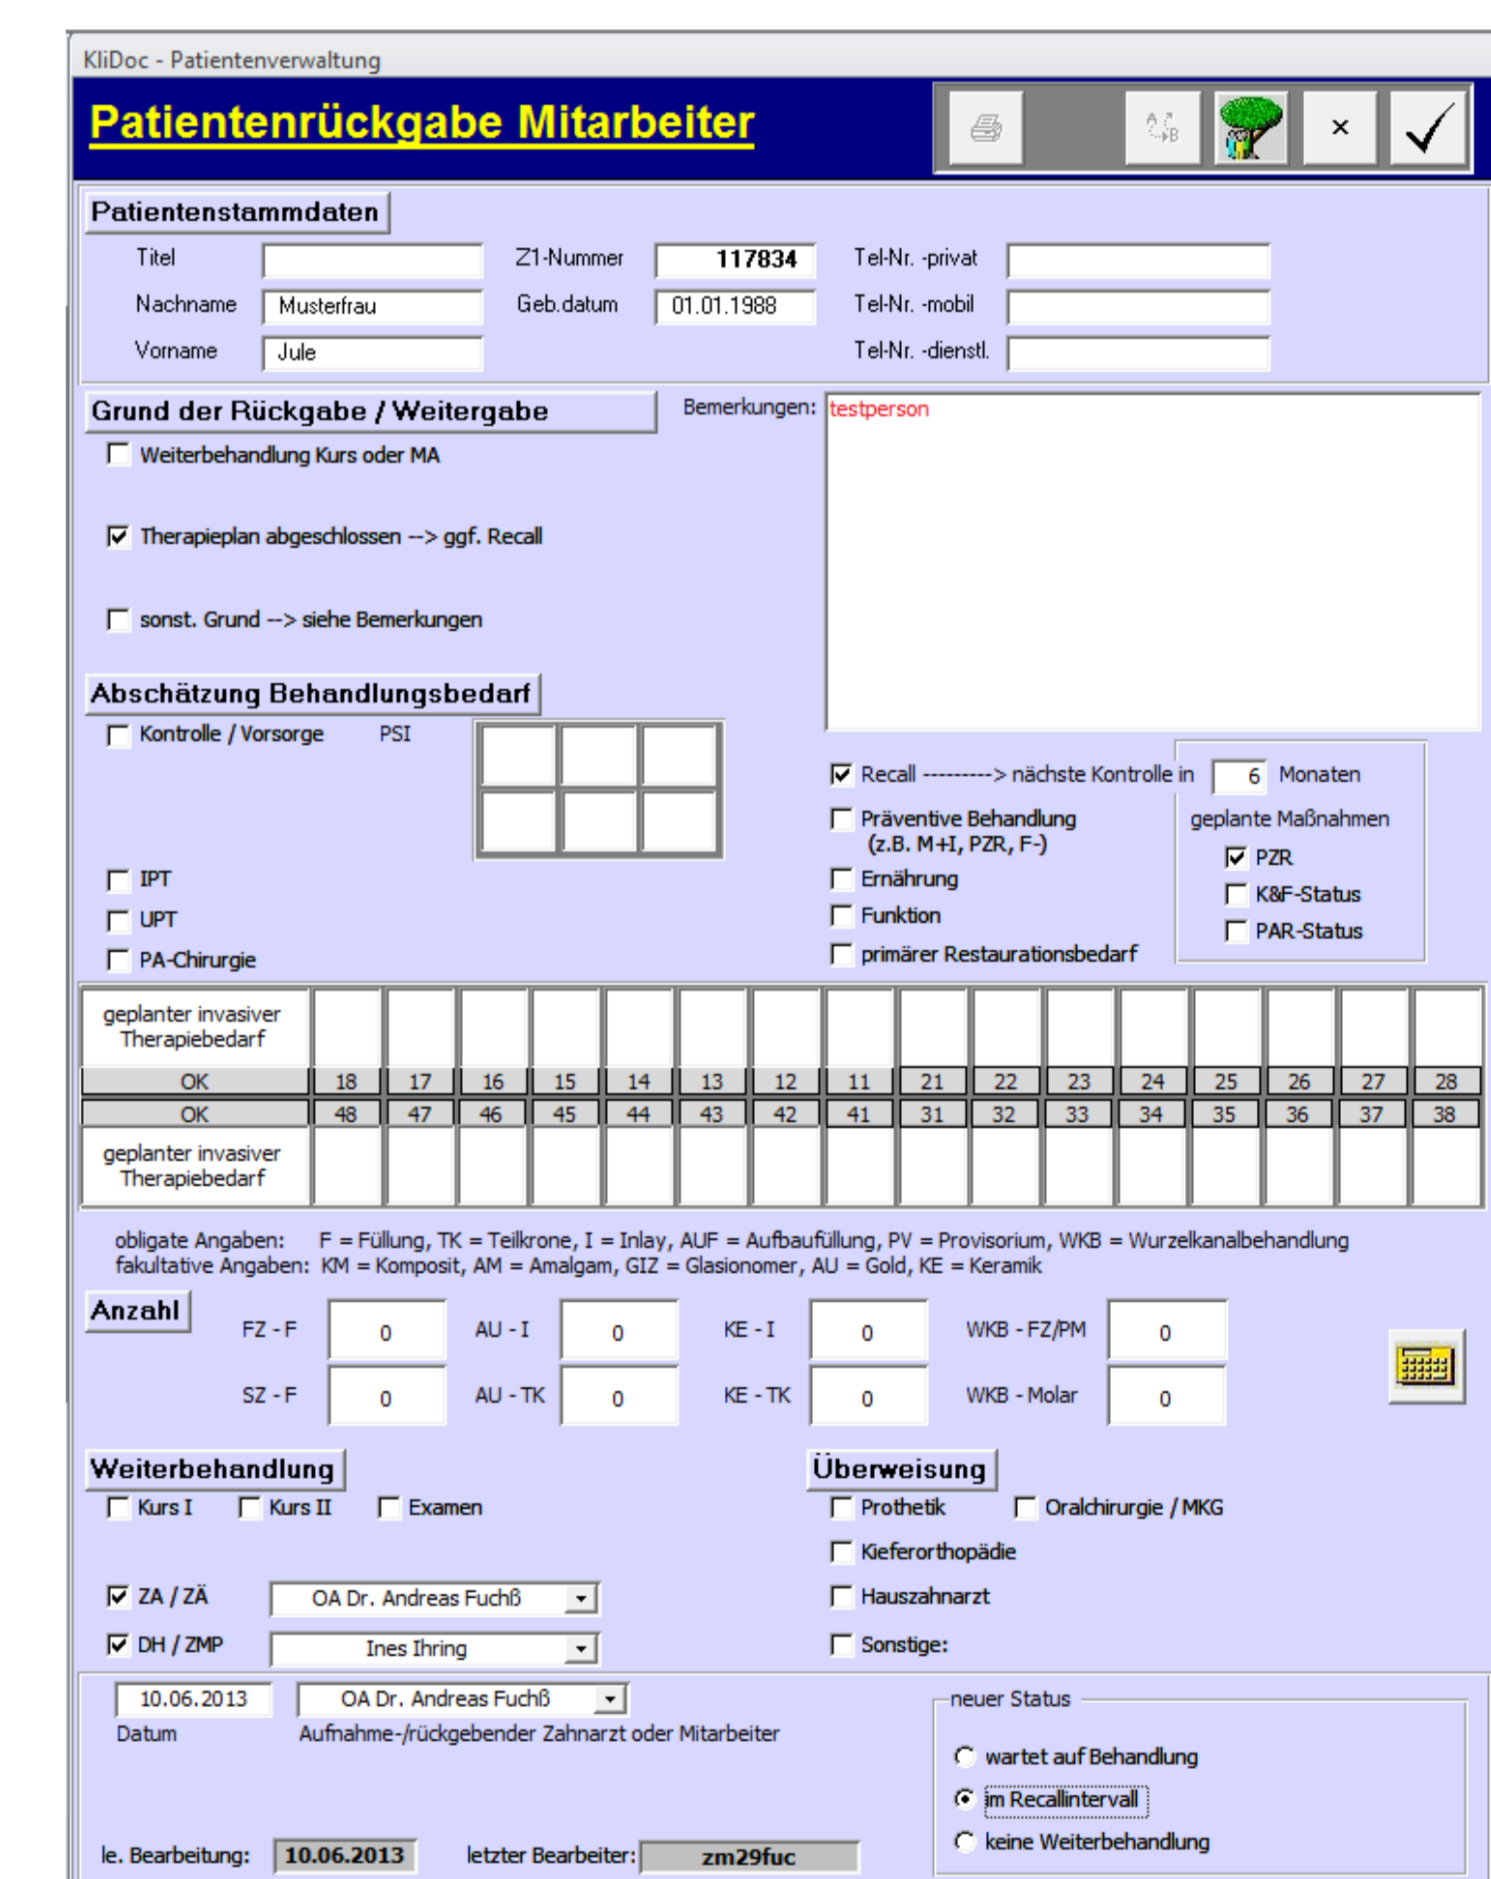 KliDoc - Patientenverwaltung
Patientenrückgabe Mitarbeiter
A B ×
Patientenstammdaten
Titel Z1-Nummer 117834 Tel-Nr. -privat
Nachname Musterfrau Geb.datum 01.01.1988 Tel-Nr. -mobil
Vorname Jule Tel-Nr. -dienstl.
Grund der Rückgabe / Weitergabe Bemerkungen: testperson
Weiterbehandlung Kurs oder MA
Therapieplan abgeschlossen --> ggf. Recall
sonst. Grund --> siehe Bemerkungen
Abschätzung Behandlungsbedarf
Kontrolle / Vorsorge PSI
Recall ---------> nächste Kontrolle in 6 Monaten
Präventive Behandlung geplante Maßnahmen
(z.B. M+I, PZR, F-)
PZR
IPT Ernährung K&F-Status
UPT Funktion PAR-Status
PA-Chirurgie primärer Restaurationsbedarf
geplanter invasiver
Therapiebedarf
OK 18 17 16 15 14 13 12 11 21 22 23 24 25 26 27 28
OK 48 47 46 45 44 43 42 41 31 32 33 34 35 36 37 38
geplanter invasiver
Therapiebedarf
obligate Angaben: F = Füllung, TK = Teilkrone, I = Inlay, AUF = Aufbaufüllung, PV = Provisorium, WKB = Wurzelkanalbehandlung
fakultative Angaben: KM = Komposit, AM = Amalgam, GIZ = Glasionomer, AU = Gold, KE = Keramik
Anzahl
FZ - F 0 AU - I 0 KE - I 0 WKB - FZ/PM 0
SZ - F 0 AU - TK 0 KE - TK 0 WKB - Molar 0
Weiterbehandlung Überweisung
Kurs I Kurs II Examen Prothetik Oralchirurgie / MKG
Kieferorthopädie
ZA / ZÄ OA Dr. Andreas Fuchß Hauszahnarzt
DH / ZMP Ines Ihring Sonstige:
10.06.2013 OA Dr. Andreas Fuchß neuer Status
Datum Aufnahme-/rückgebender Zahnarzt oder Mitarbeiter
wartet auf Behandlung
im Recallintervall
keine Weiterbehandlung
le. Bearbeitung: 10.06.2013 letzter Bearbeiter: zm29fuc